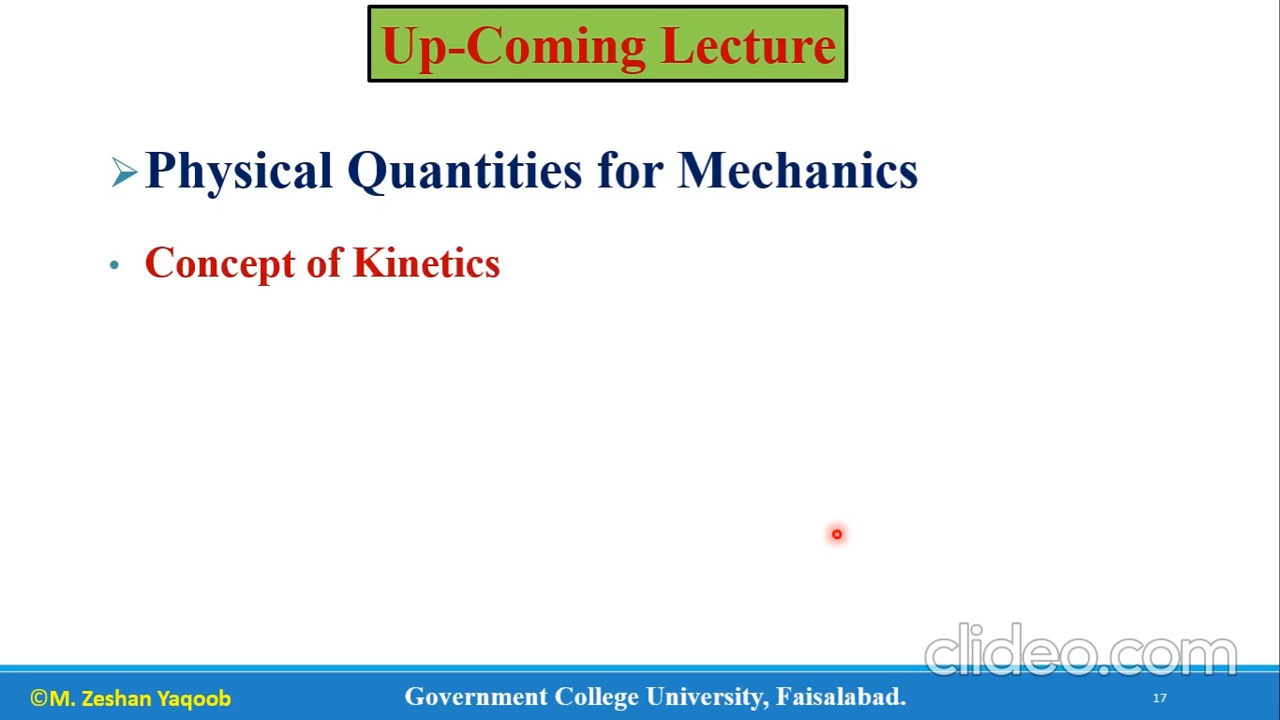 Up-Coming Lecture
Physical Quantities for Mechanics
Concept of Kinetics
clideo.com
©M. Zeshan Yaqoob
Government College University, Faisalabad.
17